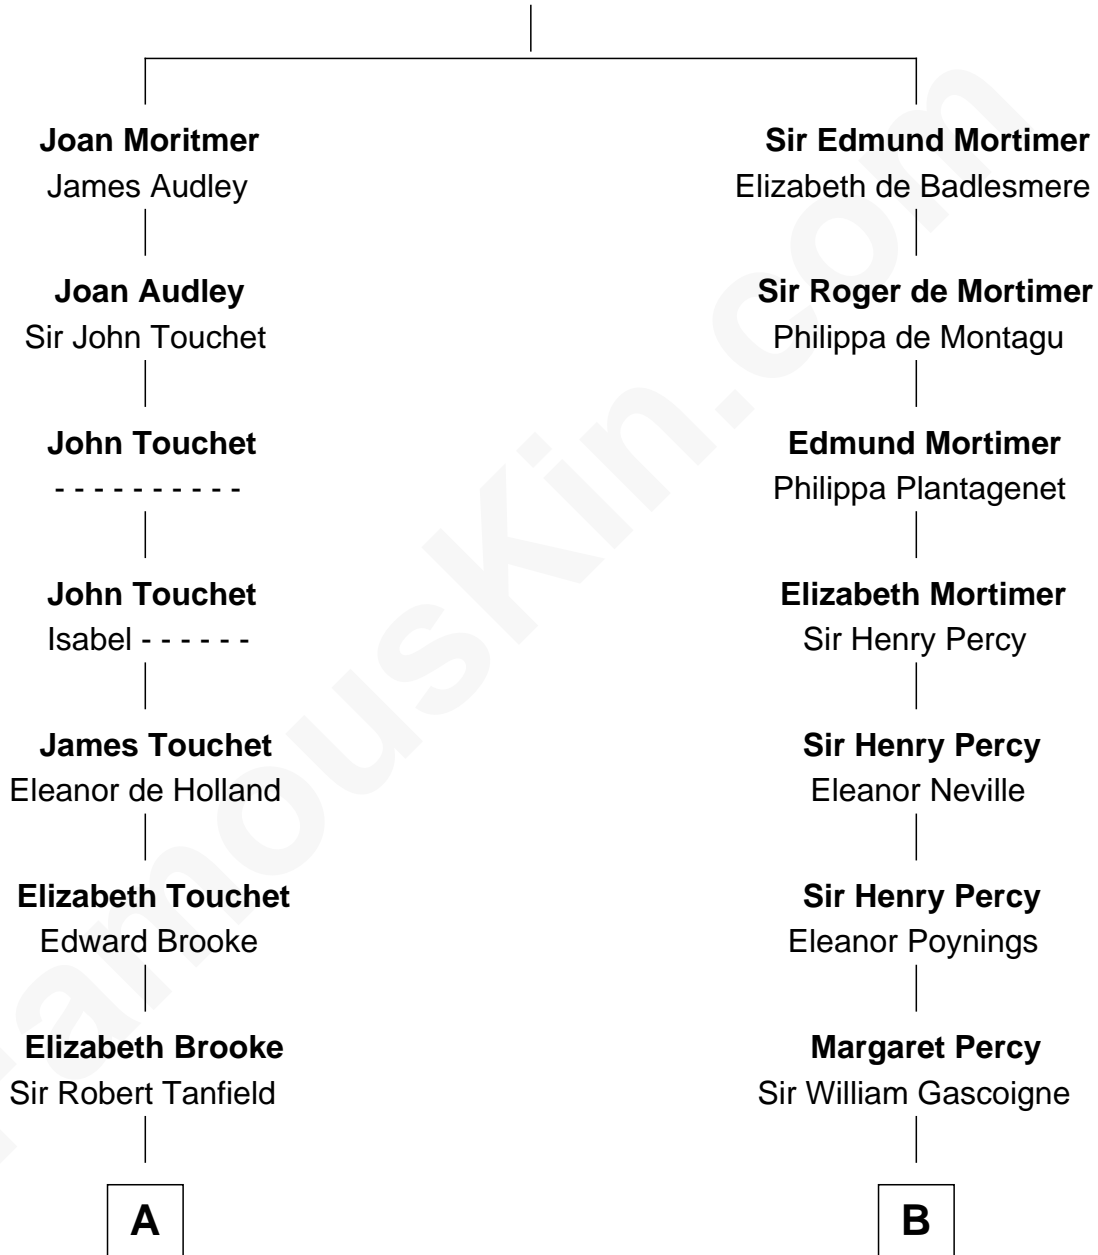 Joan Moritmer
James Audley
Joan Audley
Sir John Touchet
John Touchet
- - - - - - - - - -
John Touchet
Isabel - - - - - -
James Touchet
Eleanor de Holland
Elizabeth Touchet
Edward Brooke
Elizabeth Brooke
Sir Robert Tanfield
A
Sir Edmund Mortimer
Elizabeth de Badlesmere
Sir Roger de Mortimer
Philippa de Montagu
Edmund Mortimer
Philippa Plantagenet
Elizabeth Mortimer
Sir Henry Percy
Sir Henry Percy
Eleanor Neville
Sir Henry Percy
Eleanor Poynings
Margaret Percy
Sir William Gascoigne
B
famouskin.com